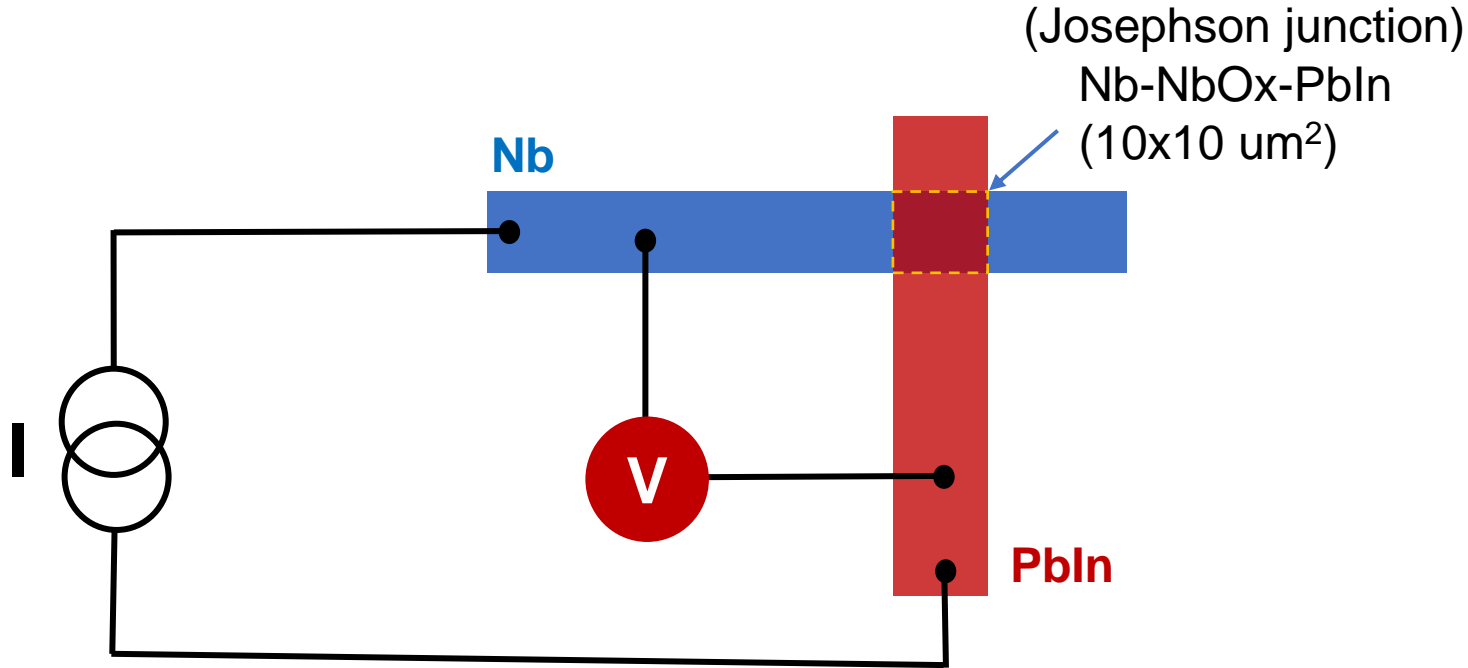 (Josephson junction)
Nb-NbOx-PbIn
(10x10 um²)
Nb
I
V
PbIn